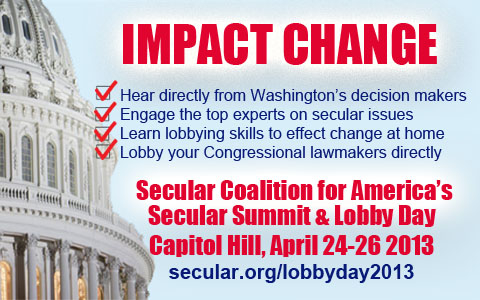 IMPACT CHANGE
Hear directly from Washington's decision makers
Engage the top experts on secular issues
Learn lobbying skills to effect change at home
Lobby your Congressional lawmakers directly
Secular Coalition for America's
Secular Summit & Lobby Day
Capitol Hill, April 24-26 2013
secular.org/lobbyday2013